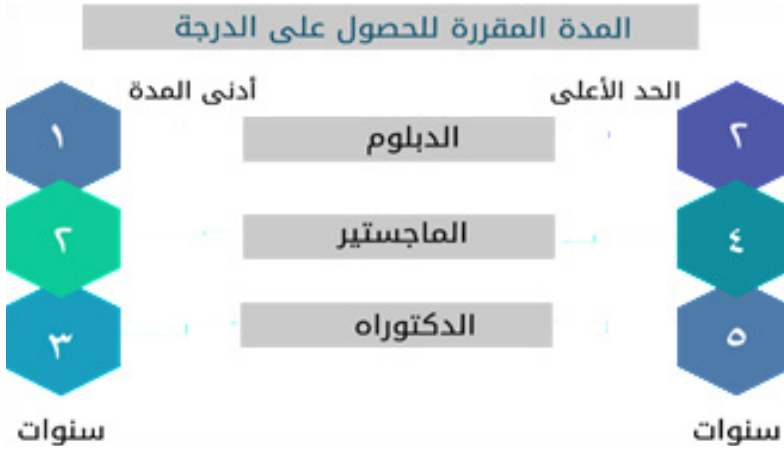 المدة المقررة للحصول على الدرجة
الحد الأعلى أدنى المدة
٢ الدبلوم ١
٤ الماجستير ٢
٥ الدكتوراه ٣
سنوات سنوات